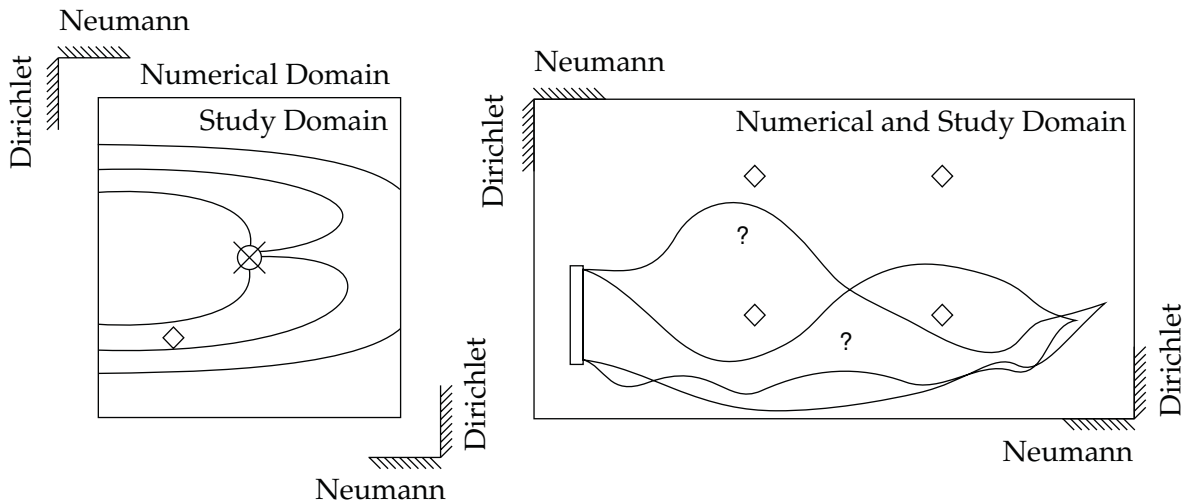 Neumann
Dirichlet
Numerical Domain
Study Domain
Dirichlet
Neumann
Neumann
Dirichlet
Numerical and Study Domain
?
?
Dirichlet
Neumann